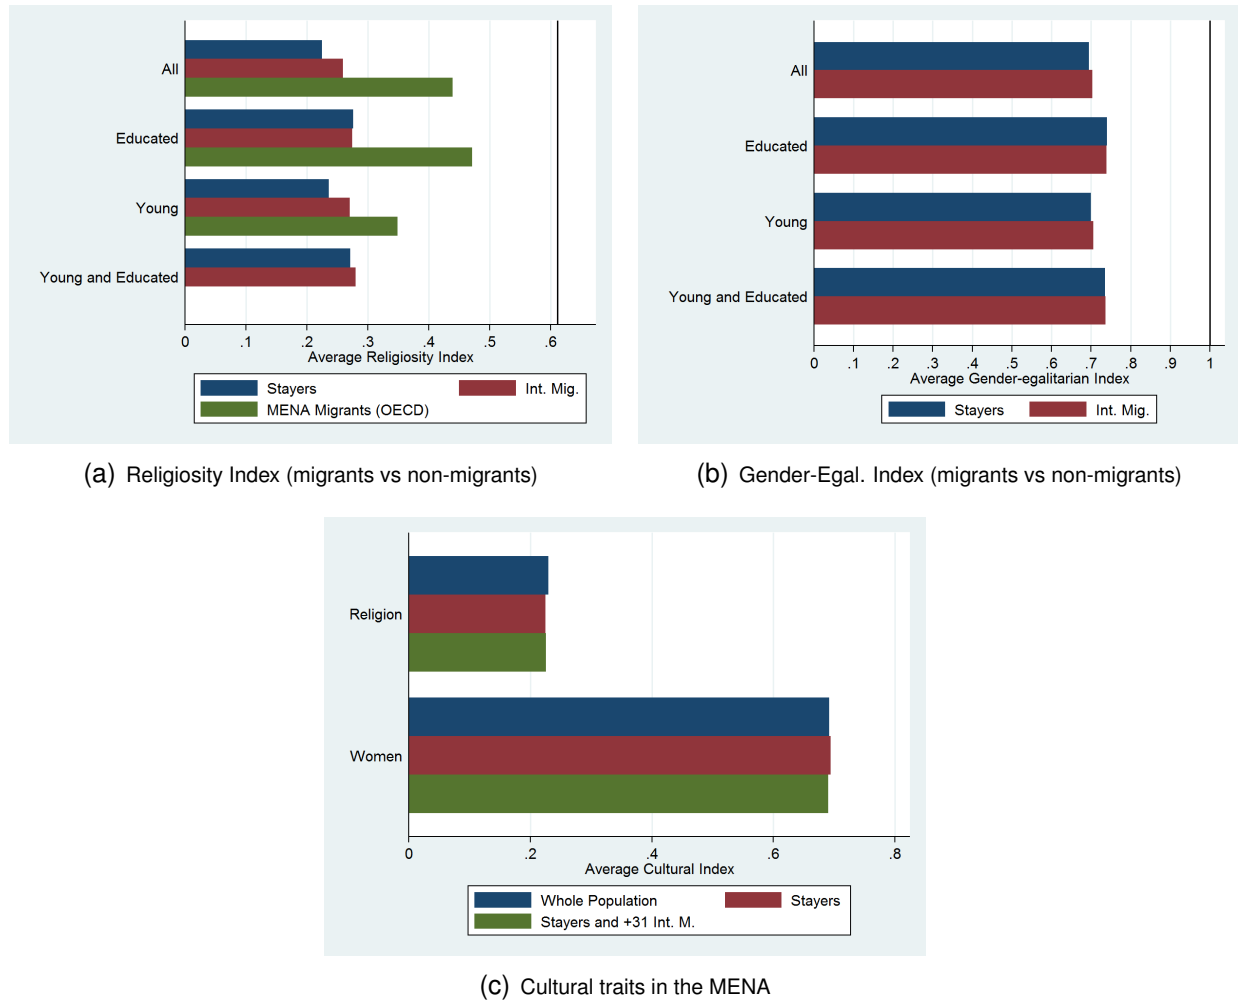 All
Educated
Young
Young and Educated
0 .1 .2 .3 .4 .5 .6
Average Religiosity Index
Stayers Int. Mig.
MENA Migrants (OECD)
(a) Religiosity Index (migrants vs non-migrants)
All
Educated
Young
Young and Educated
0 .1 .2 .3 .4 .5 .6 .7 .8 .9 1
Average Gender-egalitarian Index
Stayers Int. Mig.
(b) Gender-Egal. Index (migrants vs non-migrants)
Religion
Women
0 .2 .4 .6 .8
Average Cultural Index
Whole Population Stayers
Stayers and +31 Int. M.
(c) Cultural traits in the MENA